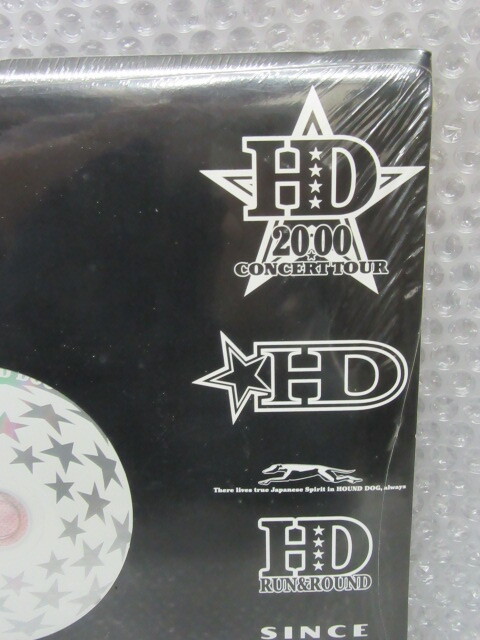 HD
20★00
CONCERT TOUR
HD
There lives true Japanese Spirit in HOUND DOG, always
HD
RUN&ROUND
SINCE